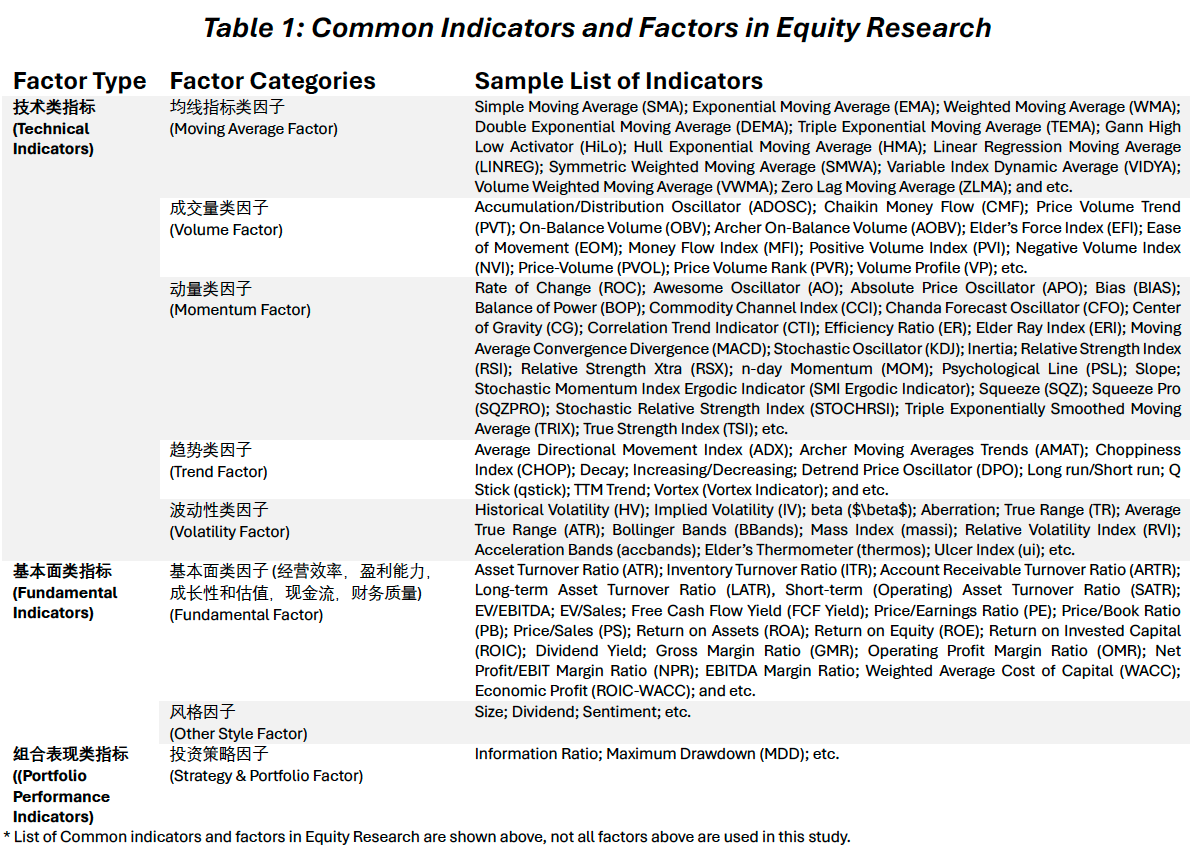 Table 1: Common Indicators and Factors in Equity Research
Factor Type Factor Categories Sample List of Indicators
技术类指标
(Technical
Indicators)
均线指标类因子
(Moving Average Factor)
Simple Moving Average (SMA); Exponential Moving Average (EMA); Weighted Moving Average (WMA);
Double Exponential Moving Average (DEMA); Triple Exponential Moving Average (TEMA); Gann High
Low Activator (HiLo); Hull Exponential Moving Average (HMA); Linear Regression Moving Average
(LINREG); Symmetric Weighted Moving Average (SMWA); Variable Index Dynamic Average (VIDYA);
Volume Weighted Moving Average (VWMA); Zero Lag Moving Average (ZLMA); and etc.
成交量类因子
(Volume Factor)
Accumulation/Distribution Oscillator (ADOSC); Chaikin Money Flow (CMF); Price Volume Trend
(PVT); On-Balance Volume (OBV); Archer On-Balance Volume (AOBV); Elder’s Force Index (EFI); Ease
of Movement (EOM); Money Flow Index (MFI); Positive Volume Index (PVI); Negative Volume Index
(NVI); Price-Volume (PVOL); Price Volume Rank (PVR); Volume Profile (VP); etc.
动量类因子
(Momentum Factor)
Rate of Change (ROC); Awesome Oscillator (AO); Absolute Price Oscillator (APO); Bias (BIAS);
Balance of Power (BOP); Commodity Channel Index (CCI); Chanda Forecast Oscillator (CFO); Center
of Gravity (CG); Correlation Trend Indicator (CTI); Efficiency Ratio (ER); Elder Ray Index (ERI); Moving
Average Convergence Divergence (MACD); Stochastic Oscillator (KDJ); Inertia; Relative Strength Index
(RSI); Relative Strength Xtra (RSX); n-day Momentum (MOM); Psychological Line (PSL); Slope;
Stochastic Momentum Index Ergodic Indicator (SMI Ergodic Indicator); Squeeze (SQZ); Squeeze Pro
(SQZPRO); Stochastic Relative Strength Index (STOCHRSI); Triple Exponentially Smoothed Moving
Average (TRIX); True Strength Index (TSI); etc.
趋势类因子
(Trend Factor)
Average Directional Movement Index (ADX); Archer Moving Averages Trends (AMAT); Choppiness
Index (CHOP); Decay; Increasing/Decreasing; Detrend Price Oscillator (DPO); Long run/Short run; Q
Stick (qstick); TTM Trend; Vortex (Vortex Indicator); and etc.
波动性类因子
(Volatility Factor)
Historical Volatility (HV); Implied Volatility (IV); beta ($\beta$); Aberration; True Range (TR); Average
True Range (ATR); Bollinger Bands (BBands); Mass Index (massi); Relative Volatility Index (RVI);
Acceleration Bands (accbands); Elder’s Thermometer (thermos); Ulcer Index (ui); etc.
基本面类指标
(Fundamental
Indicators)
基本面类因子 (经营效率，盈利能力，
成长性和估值，现金流，财务质量)
(Fundamental Factor)
Asset Turnover Ratio (ATR); Inventory Turnover Ratio (ITR); Account Receivable Turnover Ratio (ARTR);
Long-term Asset Turnover Ratio (LATR), Short-term (Operating) Asset Turnover Ratio (SATR);
EV/EBITDA; EV/Sales; Free Cash Flow Yield (FCF Yield); Price/Earnings Ratio (PE); Price/Book Ratio
(PB); Price/Sales (PS); Return on Assets (ROA); Return on Equity (ROE); Return on Invested Capital
(ROIC); Dividend Yield; Gross Margin Ratio (GMR); Operating Profit Margin Ratio (OMR); Net
Profit/EBIT Margin Ratio (NPR); EBITDA Margin Ratio; Weighted Average Cost of Capital (WACC);
Economic Profit (ROIC-WACC); and etc.
风格因子
(Other Style Factor)
Size; Dividend; Sentiment; etc.
组合表现类指标
((Portfolio
Performance
Indicators)
投资策略因子
(Strategy & Portfolio Factor)
Information Ratio; Maximum Drawdown (MDD); etc.
* List of Common indicators and factors in Equity Research are shown above, not all factors above are used in this study.